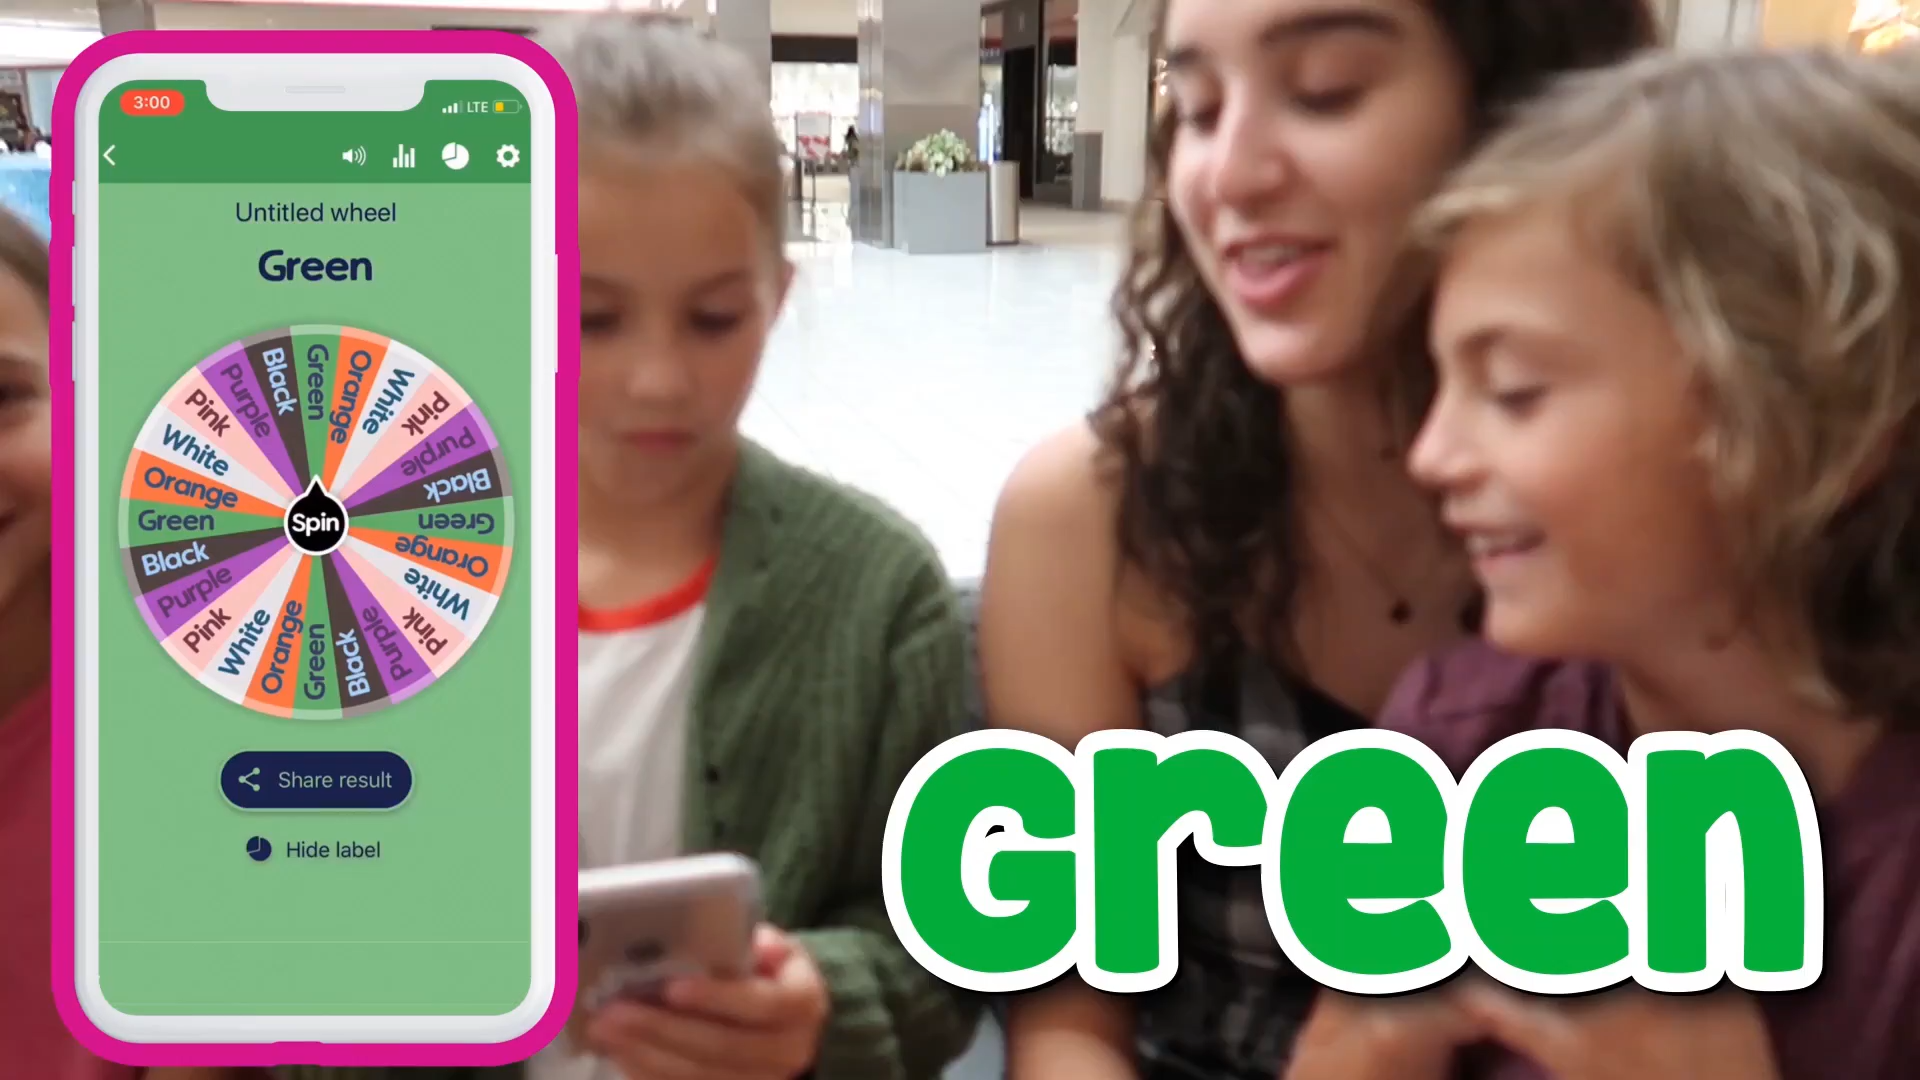 3:00
LTE
Untitled wheel
Green
Green
Orange
White
Pink
Purple
Black
Green
Orange
White
Pink
Purple
Black
Green
Orange
White
Pink
Purple
Black
Green
Orange
White
Pink
Purple
Black
Spin
Share result
Hide label
Green